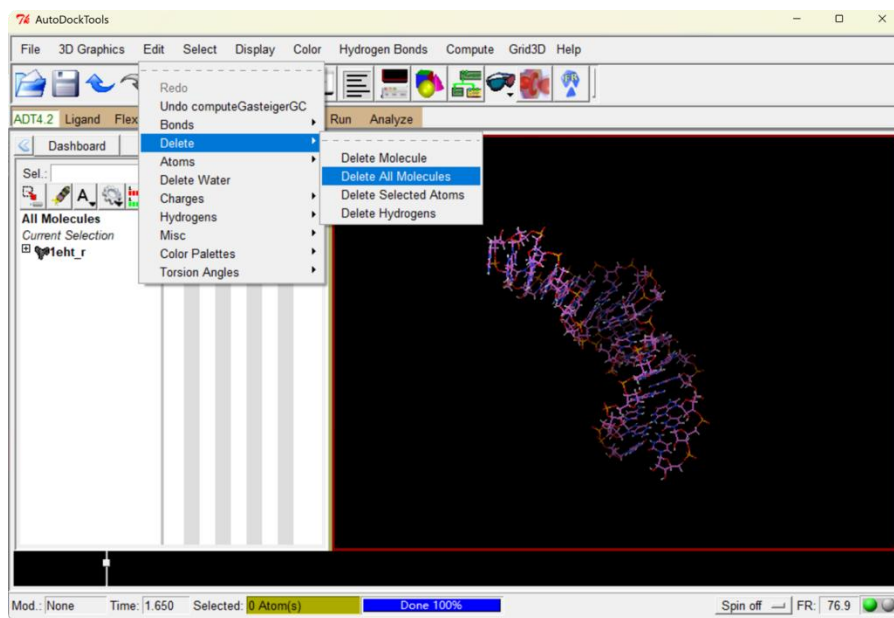 AutoDockTools
File 3D Graphics Edit Select Display Color Hydrogen Bonds Compute Grid3D Help
ADT4.2 Ligand Flex Run Analyze
Redo
Undo computeGasteigerGC
Bonds
Delete
Atoms
Delete Water
Charges
Hydrogens
Misc
Color Palettes
Torsion Angles
Delete Molecule
Delete All Molecules
Delete Selected Atoms
Delete Hydrogens
Dashboard
Sel.:
A
All Molecules
Current Selection
1eht_r
Mod.: None Time: 1.650 Selected: 0 Atom(s) Done 100% Spin off FR: 76.9